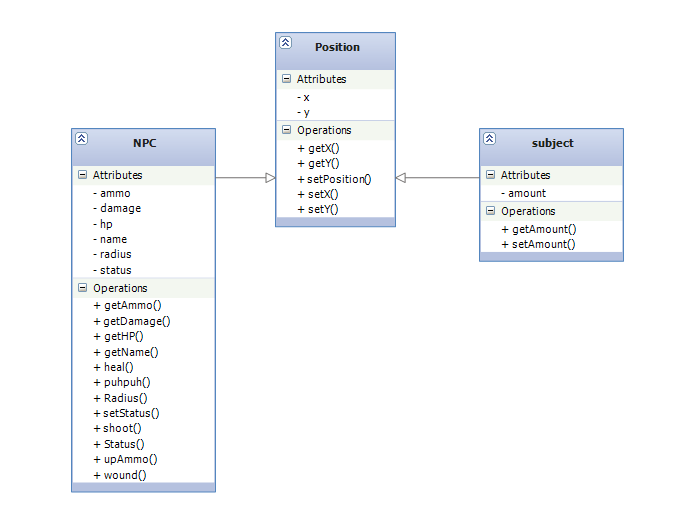 Position
Attributes
- x
- y
Operations
+ getX()
+ getY()
+ setPosition()
+ setX()
+ setY()
NPC
Attributes
- ammo
- damage
- hp
- name
- radius
- status
Operations
+ getAmmo()
+ getDamage()
+ getHP()
+ getName()
+ heal()
+ puhpuh()
+ Radius()
+ setStatus()
+ shoot()
+ Status()
+ upAmmo()
+ wound()
subject
Attributes
- amount
Operations
+ getAmount()
+ setAmount()